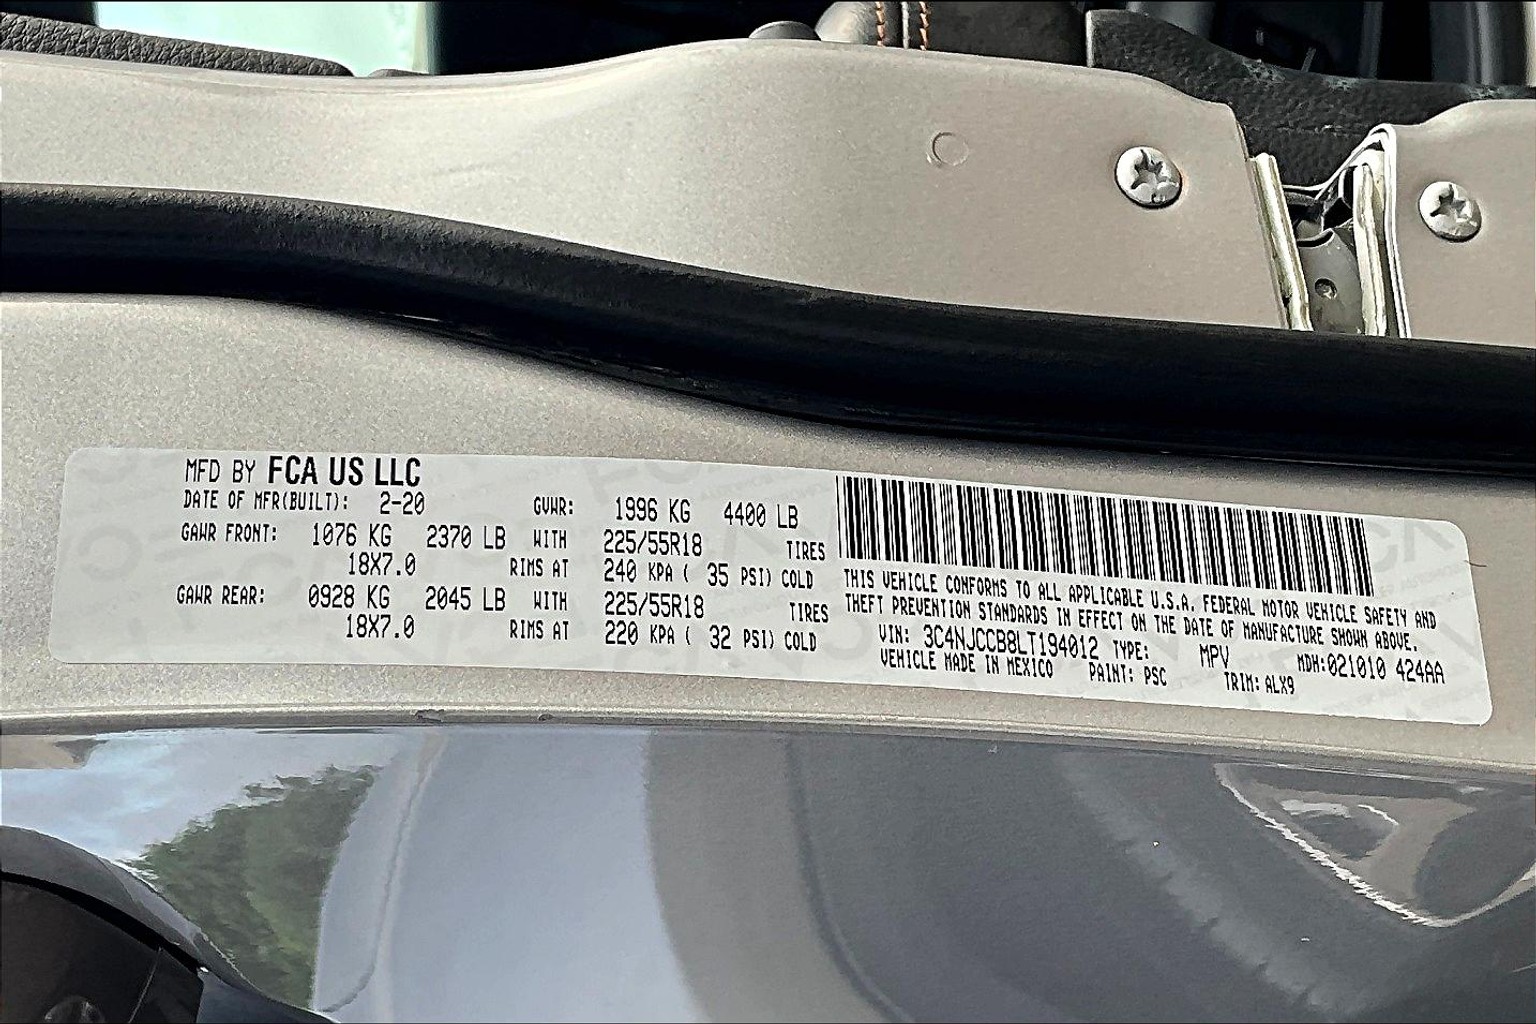 MFD BY FCA US LLC
DATE OF MFR(BUILT): 2-20 GVWR: 1996 KG 4400 LB
GAWR FRONT: 1076 KG 2370 LB WITH 225/55R18 TIRES
18X7.0 RIMS AT 240 KPA ( 35 PSI) COLD
GAWR REAR: 0928 KG 2045 LB WITH 225/55R18 TIRES
18X7.0 RIMS AT 220 KPA ( 32 PSI) COLD
THIS VEHICLE CONFORMS TO ALL APPLICABLE U.S.A. FEDERAL MOTOR VEHICLE SAFETY AND
THEFT PREVENTION STANDARDS IN EFFECT ON THE DATE OF MANUFACTURE SHOWN ABOVE.
VIN: 3C4NJCCB8LT194012 TYPE: MPV MDH:021010 424AA
VEHICLE MADE IN MEXICO PAINT: PSC TRIM: ALX9